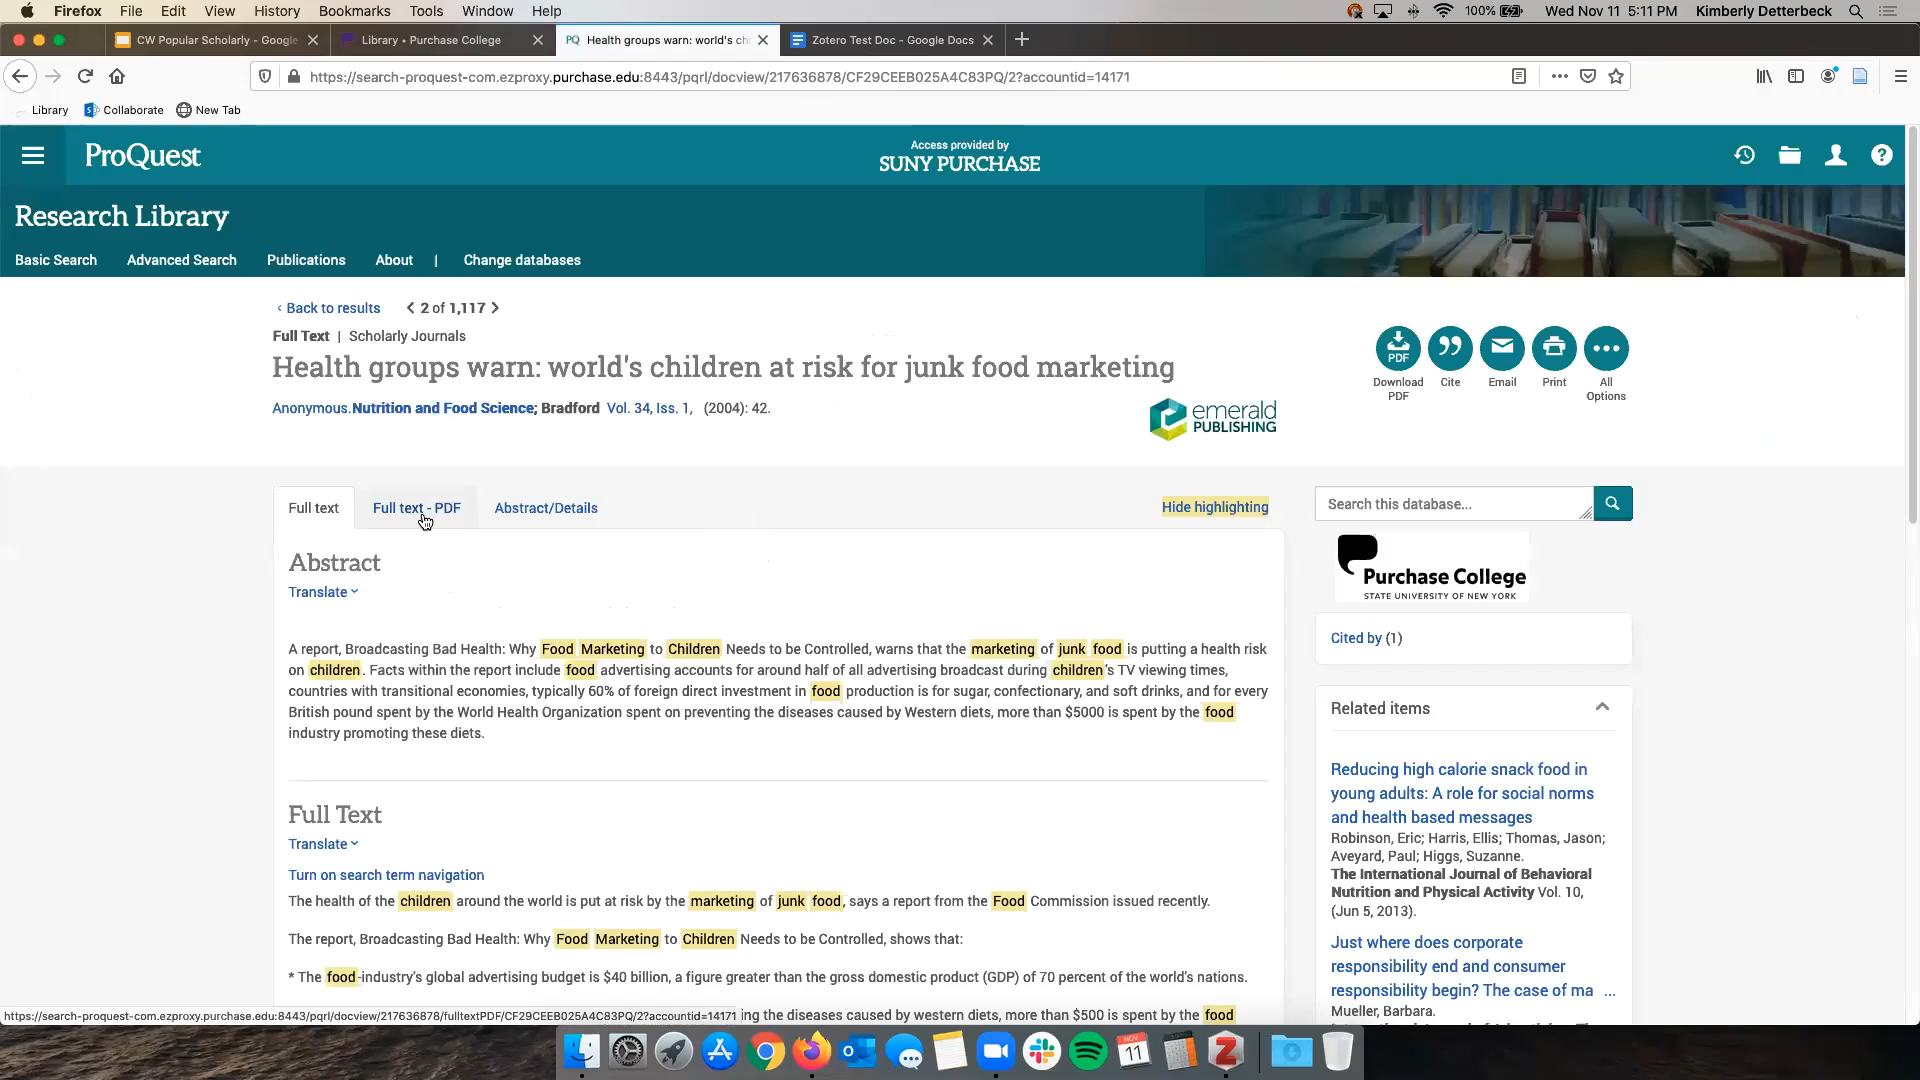 Firefox File Edit View History Bookmarks Tools Window Help 100% Wed Nov 11 5:11 PM Kimberly Detterbeck
CW Popular Scholarly - Google Library • Purchase College PQ Health groups warn: world's ch Zotero Test Doc - Google Docs
https://search-proquest-com.ezproxy.purchase.edu:8443/pqrl/docview/217636878/CF29CEEB025A4C83PQ/2?accountid=14171
Library Collaborate New Tab
ProQuest
Access provided by
SUNY PURCHASE
Research Library
Basic Search Advanced Search Publications About | Change databases
Back to results 2 of 1,117
Full Text | Scholarly Journals
Health groups warn: world's children at risk for junk food marketing
Anonymous.Nutrition and Food Science; Bradford Vol. 34, Iss. 1, (2004): 42.
emerald
PUBLISHING
PDF
Download PDF
Cite
Email
Print
All Options
Full text Full text - PDF Abstract/Details Hide highlighting
Search this database...
Abstract
Translate
A report, Broadcasting Bad Health: Why Food Marketing to Children Needs to be Controlled, warns that the marketing of junk food is putting a health risk
on children. Facts within the report include food advertising accounts for around half of all advertising broadcast during children's TV viewing times,
countries with transitional economies, typically 60% of foreign direct investment in food production is for sugar, confectionary, and soft drinks, and for every
British pound spent by the World Health Organization spent on preventing the diseases caused by Western diets, more than $5000 is spent by the food
industry promoting these diets.
Full Text
Translate
Turn on search term navigation
The health of the children around the world is put at risk by the marketing of junk food, says a report from the Food Commission issued recently.
The report, Broadcasting Bad Health: Why Food Marketing to Children Needs to be Controlled, shows that:
* The food-industry's global advertising budget is $40 billion, a figure greater than the gross domestic product (GDP) of 70 percent of the world's nations.
ing the diseases caused by western diets, more than $500 is spent by the food
https://search-proquest-com.ezproxy.purchase.edu:8443/pqrl/docview/217636878/fulltextPDF/CF29CEEB025A4C83PQ/2?accountid=14171
Purchase College
STATE UNIVERSITY OF NEW YORK
Cited by (1)
Related items
Reducing high calorie snack food in
young adults: A role for social norms
and health based messages
Robinson, Eric; Harris, Ellis; Thomas, Jason;
Aveyard, Paul; Higgs, Suzanne.
The International Journal of Behavioral
Nutrition and Physical Activity Vol. 10,
(Jun 5, 2013).
Just where does corporate
responsibility end and consumer
responsibility begin? The case of ma ...
Mueller, Barbara.
NOV
11
Z